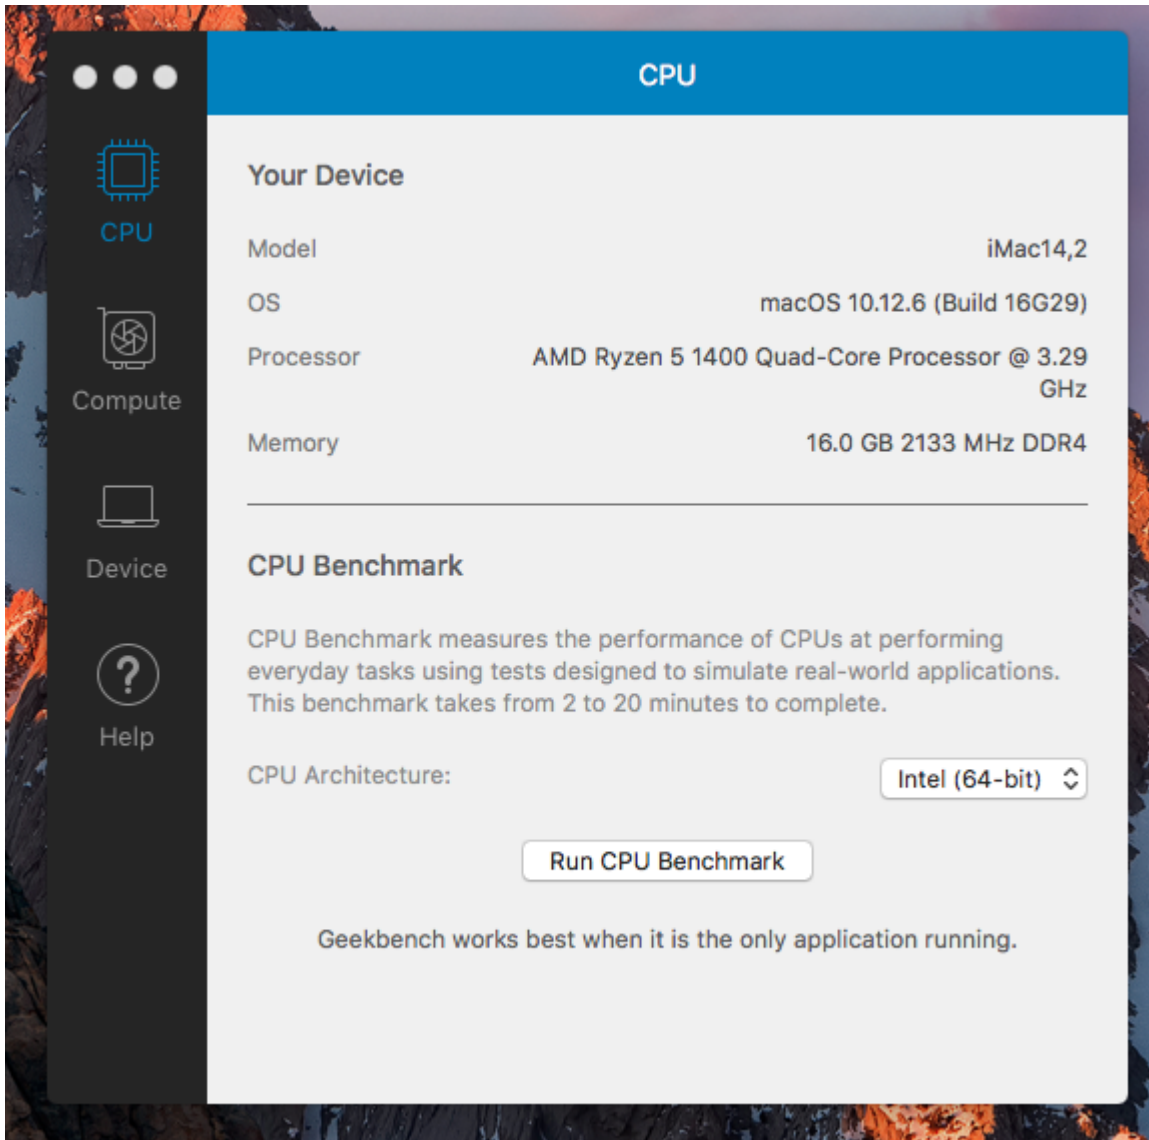 CPU
CPU
Compute
Device
Help
Your Device
Model iMac14,2
OS macOS 10.12.6 (Build 16G29)
Processor AMD Ryzen 5 1400 Quad-Core Processor @ 3.29
GHz
Memory 16.0 GB 2133 MHz DDR4
CPU Benchmark
CPU Benchmark measures the performance of CPUs at performing
everyday tasks using tests designed to simulate real-world applications.
This benchmark takes from 2 to 20 minutes to complete.
CPU Architecture: Intel (64-bit)
Run CPU Benchmark
Geekbench works best when it is the only application running.